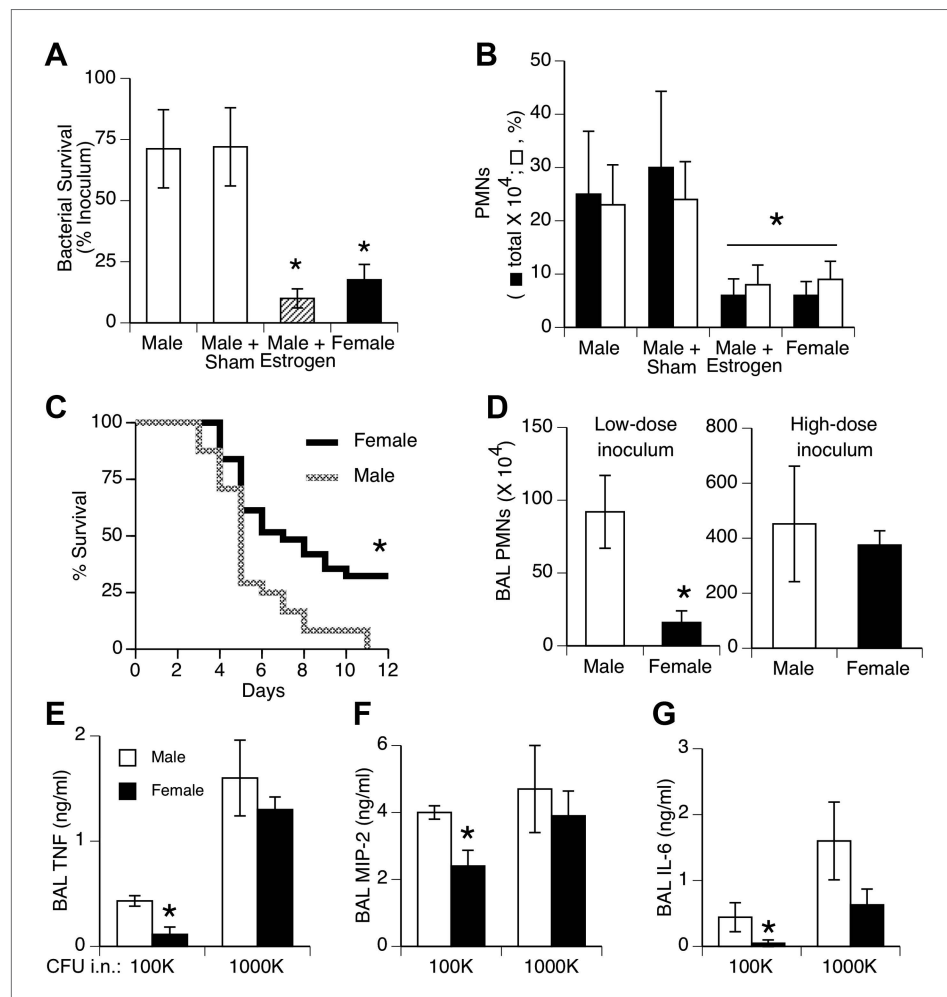 A
Bacterial Survival
(% Inoculum)
100
75
50
25
0
*
*
Male
Male +
Sham
Male +
Estrogen
Female
B
PMNs
( ■ total X 10⁴; □ , %)
50
40
30
20
10
0
*
Male
Male +
Sham
Male +
Estrogen
Female
C
% Survival
100
75
50
25
0
Female
Male
*
0 2 4 6 8 10 12
Days
D
BAL PMNs (X 10⁴)
Low-dose
inoculum
150
100
50
0
*
Male Female
High-dose
inoculum
800
600
400
200
0
Male Female
E
BAL TNF (ng/ml)
2
1
0
Male
Female
*
CFU i.n.: 100K 1000K
F
BAL MIP-2 (ng/ml)
6
4
2
0
*
100K 1000K
G
BAL IL-6 (ng/ml)
3
2
1
0
*
100K 1000K